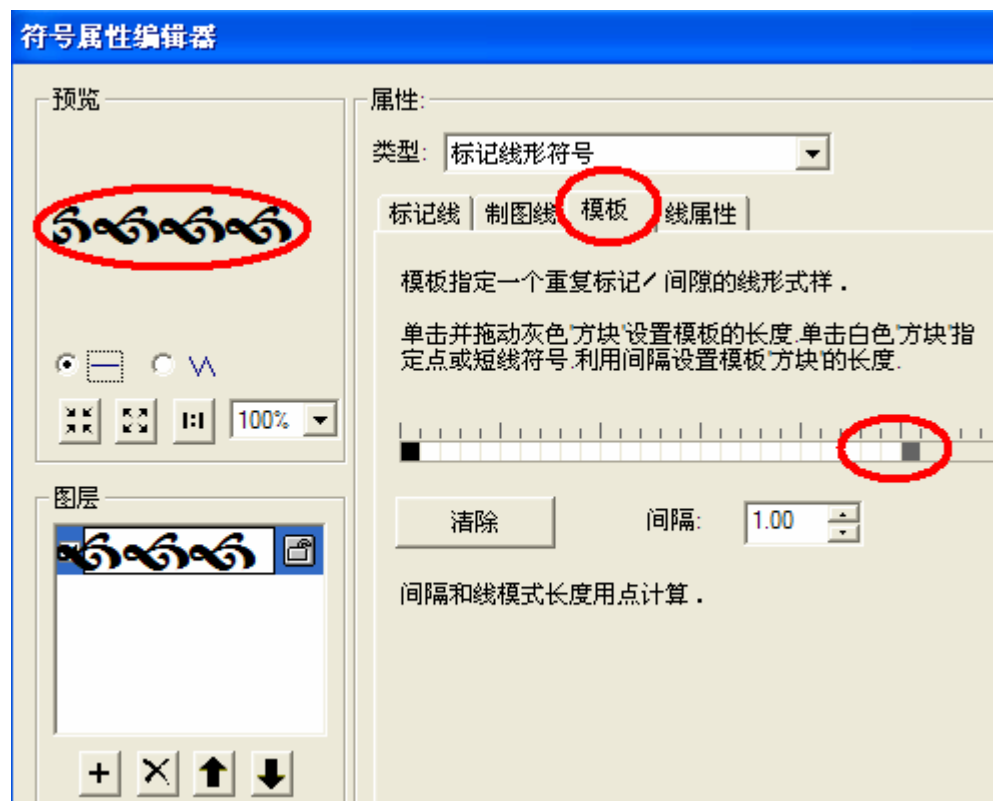 符号属性编辑器
预览
属性:
类型: 标记线形符号
标记线 制图线 模板 线属性
模板指定一个重复标记/ 间隙的线形式样.
单击并拖动灰色'方块'设置模板的长度.单击白色'方块'指
定点或短线符号.利用间隔设置模板'方块'的长度.
1:1 100%
清除 间隔: 1.00
图层
间隔和线模式长度用点计算.